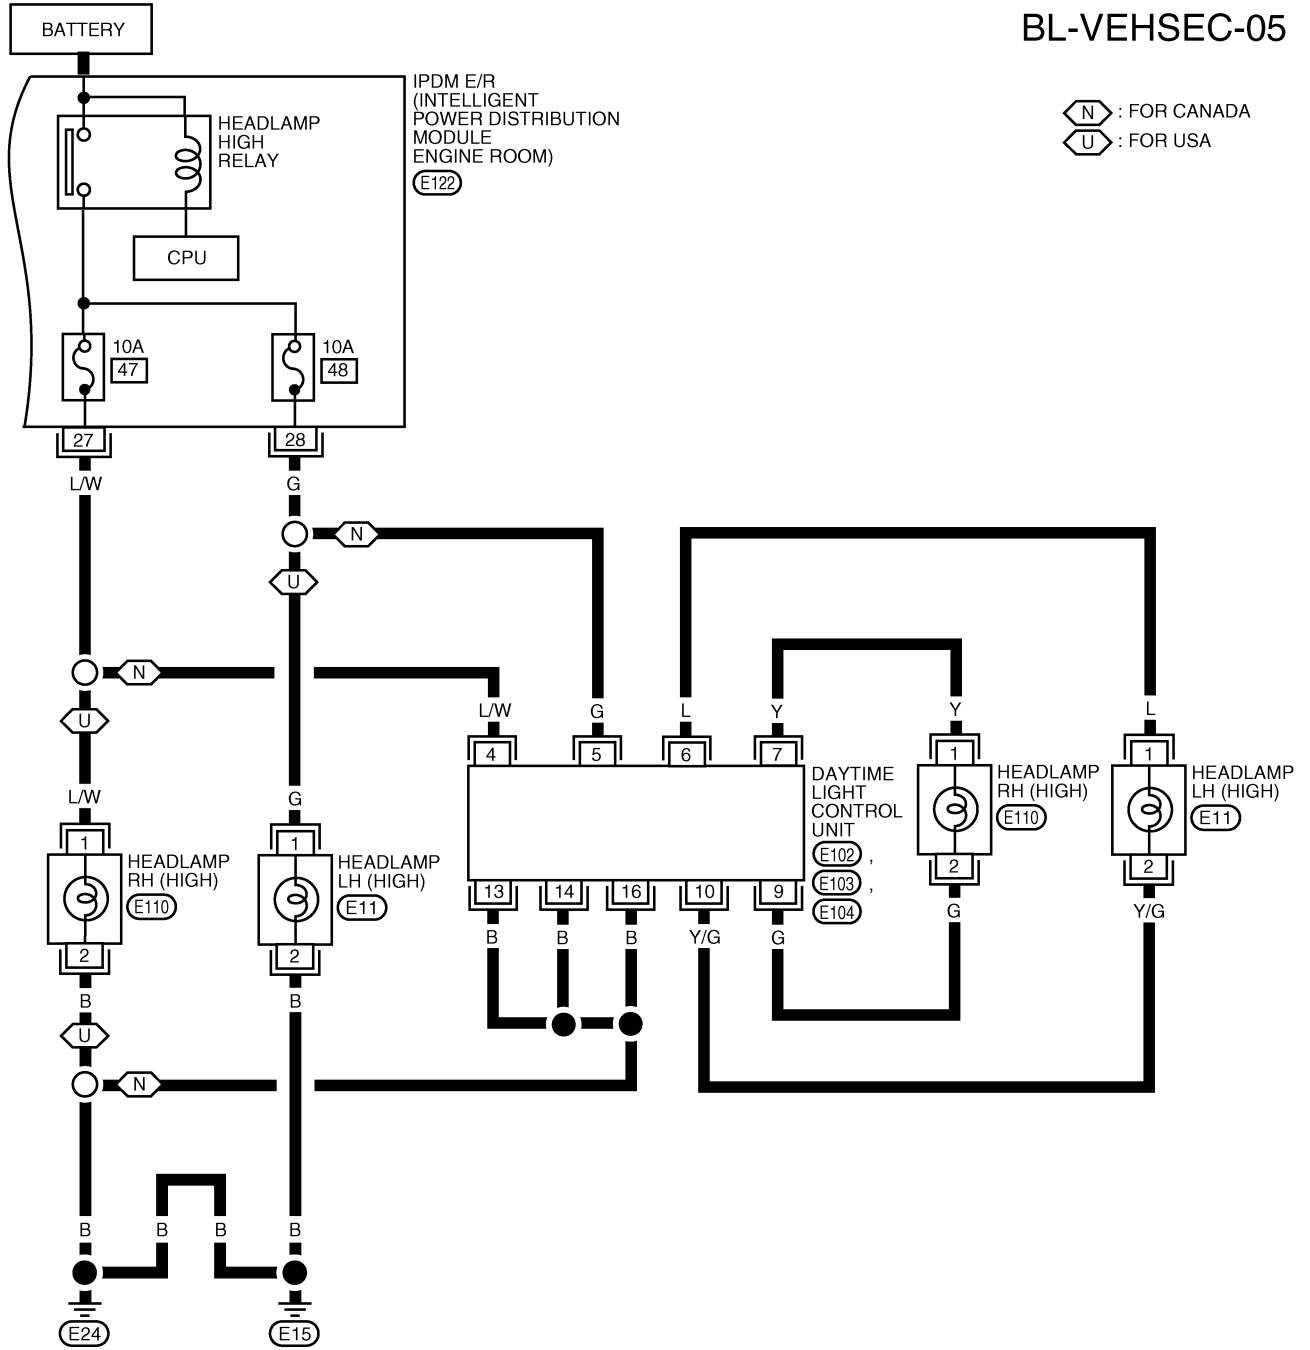 BATTERY
BL-VEHSEC-05
N : FOR CANADA
U : FOR USA
IPDM E/R
(INTELLIGENT
POWER DISTRIBUTION
MODULE
ENGINE ROOM)
E122
HEADLAMP
HIGH
RELAY
CPU
10A
47
10A
48
27
28
L/W
G
N
U
N
U
L/W
G
L/W
G
L
Y
Y
L
4
5
6
7
1
1
DAYTIME
LIGHT
CONTROL
UNIT
E102 ,
E103 ,
E104
HEADLAMP
RH (HIGH)
E110
HEADLAMP
LH (HIGH)
E11
1
1
HEADLAMP
RH (HIGH)
E110
HEADLAMP
LH (HIGH)
E11
2
2
13
14
16
10
9
2
2
B
B
B
Y/G
G
G
Y/G
B
B
U
N
B
B
B
B
E24
E15